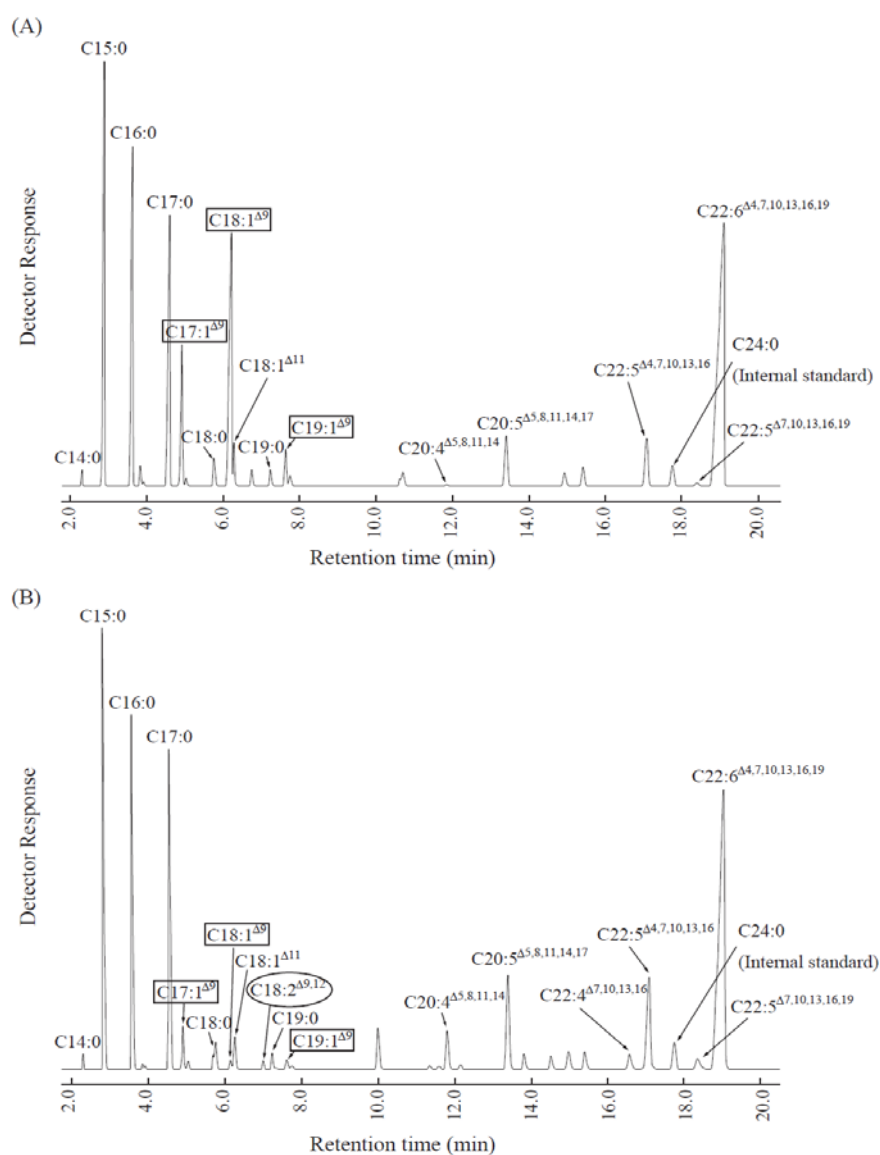 (A)
C15:0
C16:0
C17:0
C18:1Δ9
C22:6Δ4,7,10,13,16,19
Detector Response
C17:1Δ9
C24:0
C18:1Δ11
C22:5Δ4,7,10,13,16
(Internal standard)
C20:5Δ5,8,11,14,17
C18:0
C19:0
C19:1Δ9
C20:4Δ5,8,11,14
C22:5Δ7,10,13,16,19
C14:0
2.0 4.0 6.0 8.0 10.0 12.0 14.0 16.0 18.0 20.0
Retention time (min)
(B)
C15:0
C16:0
C17:0
C22:6Δ4,7,10,13,16,19
Detector Response
C18:1Δ9
C22:5Δ4,7,10,13,16
C24:0
C18:1Δ11
C20:5Δ5,8,11,14,17
(Internal standard)
C17:1Δ9
C18:2Δ9,12
C20:4Δ5,8,11,14
C22:4Δ7,10,13,16
C22:5Δ7,10,13,16,19
C18:0
C19:0
C14:0
C19:1Δ9
2.0 4.0 6.0 8.0 10.0 12.0 14.0 16.0 18.0 20.0
Retention time (min)